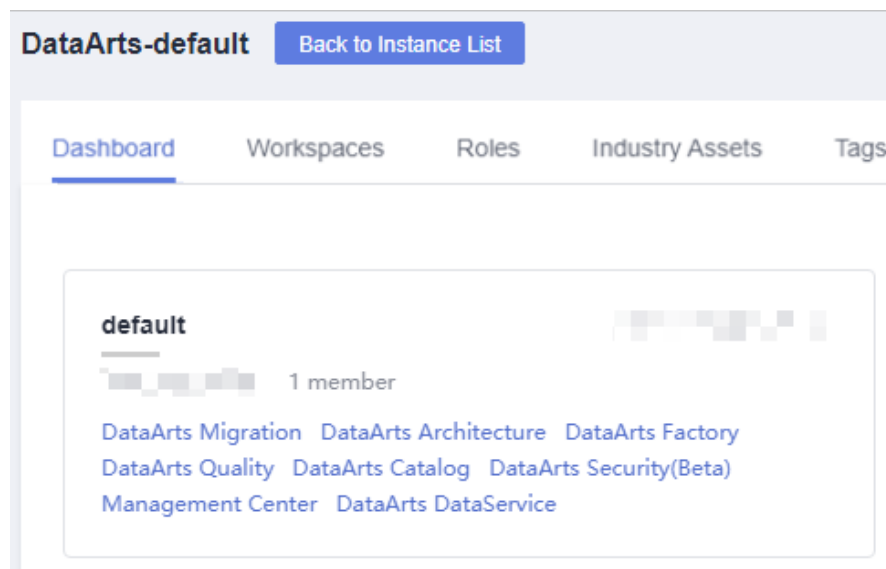 DataArts-default Back to Instance List
Dashboard Workspaces Roles Industry Assets Tags
default
1 member
DataArts Migration DataArts Architecture DataArts Factory
DataArts Quality DataArts Catalog DataArts Security(Beta)
Management Center DataArts DataService